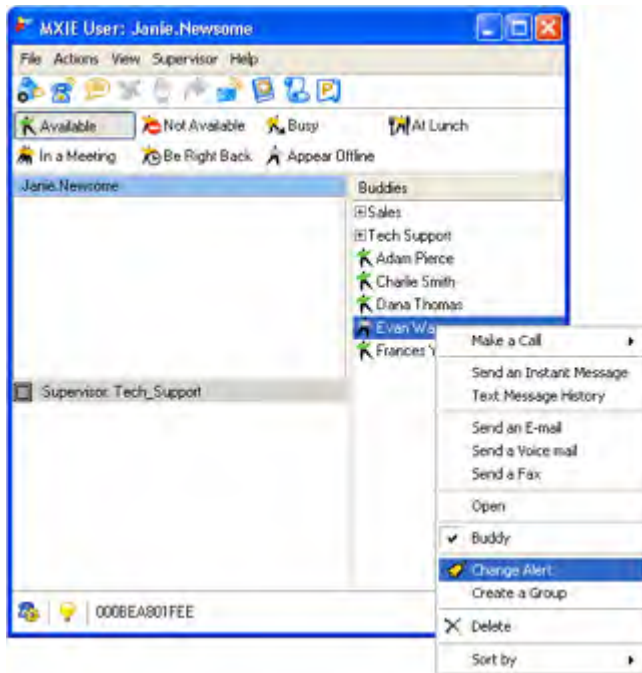 MXIE User: Janie.Newsome
File Actions View Supervisor Help
Available Not Available Busy At Lunch
In a Meeting Be Right Back Appear Offline
Janie.Newsome
Buddies
Sales
Tech Support
Adam Pierce
Charlie Smith
Dana Thomas
Evan
Frances
Supervisor: Tech_Support
000BEA801FEE
Make a Call
Send an Instant Message
Text Message History
Send an E-mail
Send a Voice mail
Send a Fax
Open
Buddy
Change Alert
Create a Group
Delete
Sort by